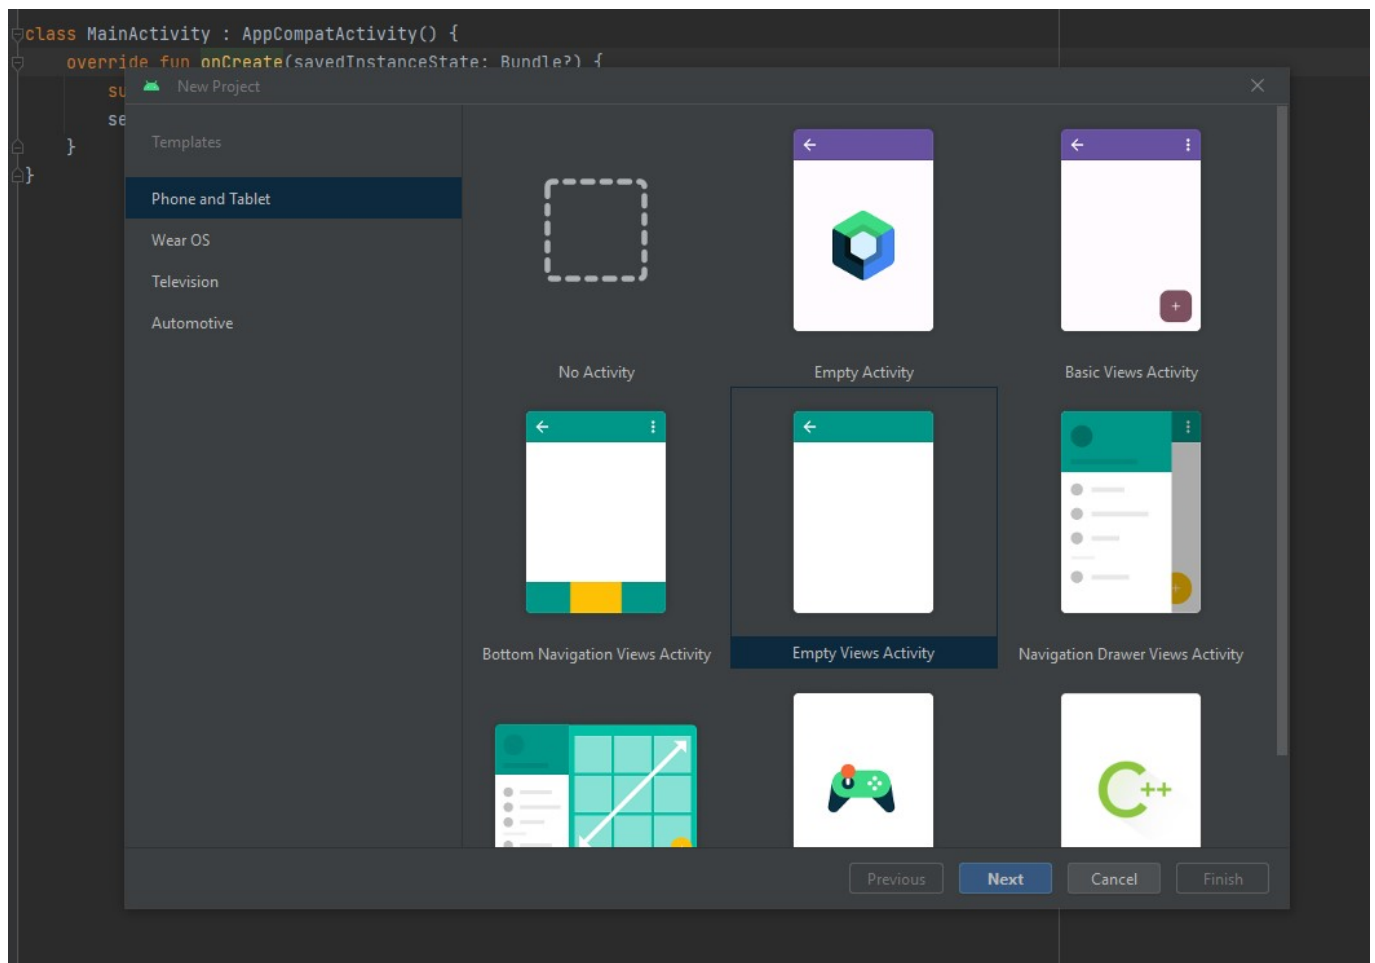 class MainActivity : AppCompatActivity() {
override fun onCreate(savedInstanceState: Bundle?) {
su
New Project
se
Templates
}
}
Phone and Tablet
Wear OS
Television
Automotive
No Activity
Empty Activity
Basic Views Activity
Bottom Navigation Views Activity
Empty Views Activity
Navigation Drawer Views Activity
C++
Previous
Next
Cancel
Finish